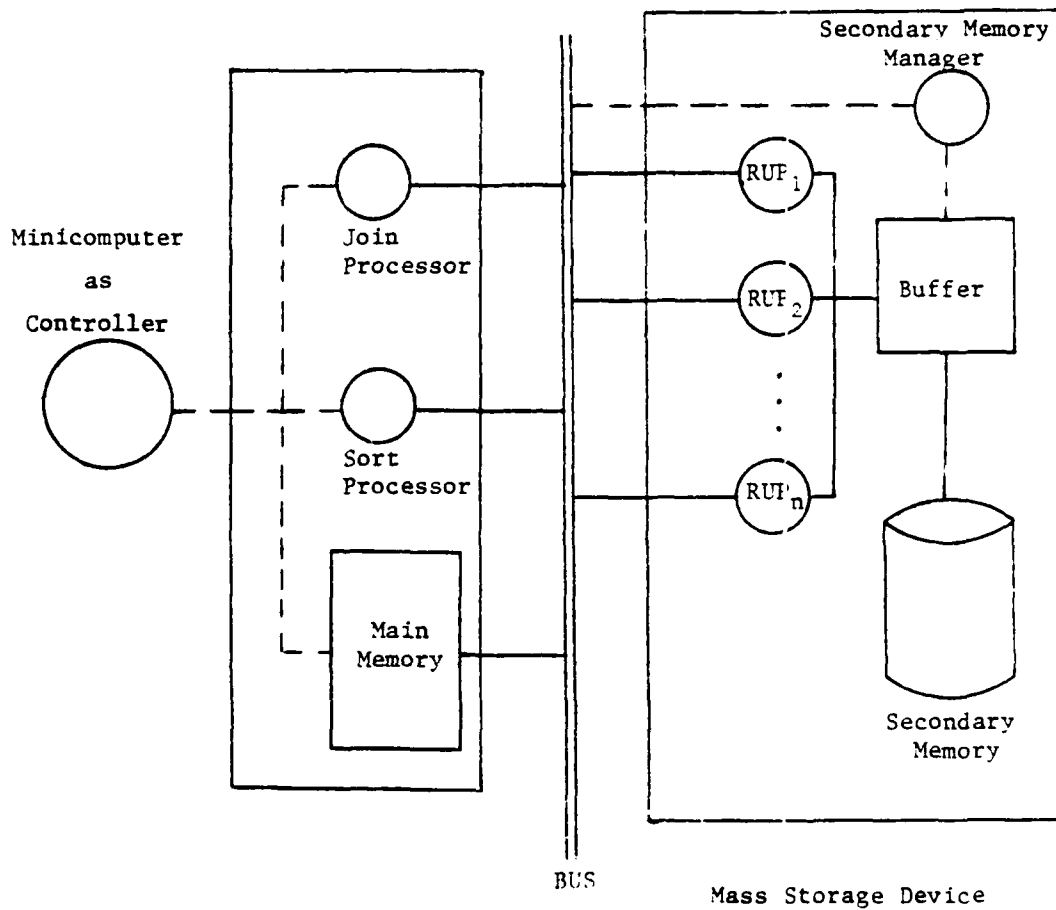 Secondary Memory
Manager
RUP1
Join
Processor
Minicomputer
as
Controller
RUP2
Buffer
Sort
Processor
RUPn
Main
Memory
Secondary
Memory
BUS
Mass Storage Device